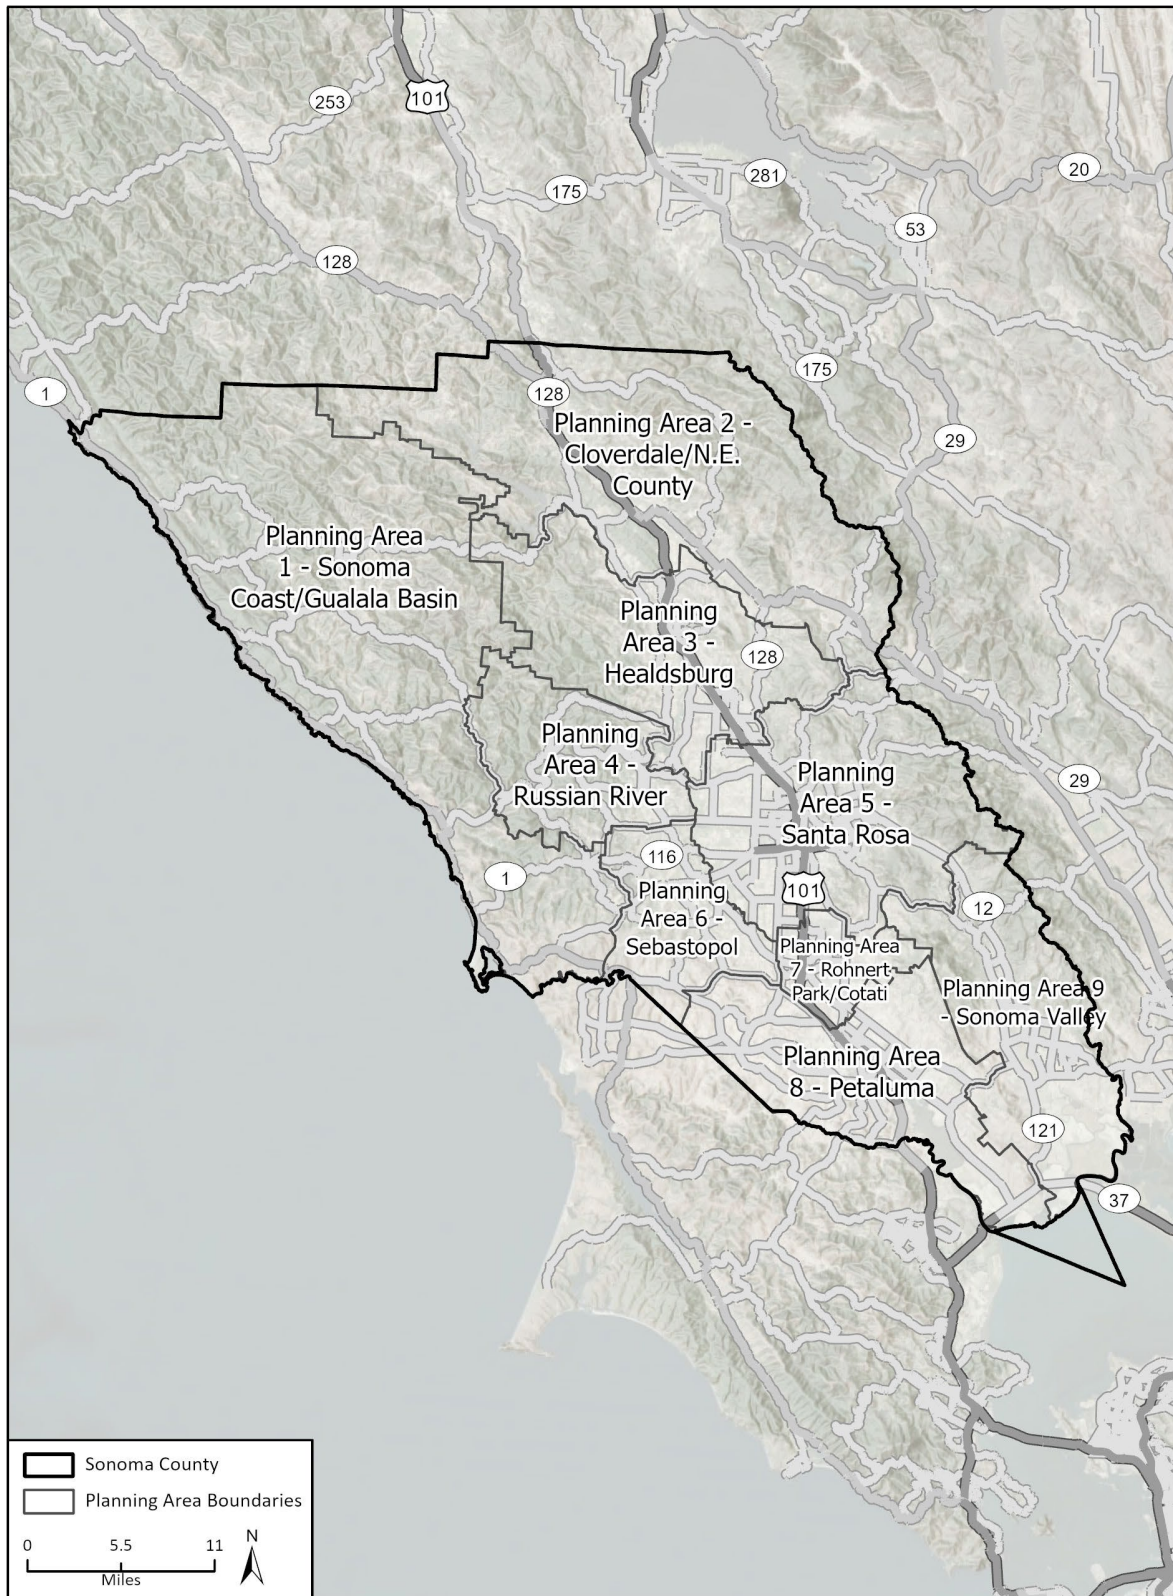 253
101
175
281
20
53
128
175
1
128
29
Planning Area 2 -
Cloverdale/N.E.
County
Planning Area
1 - Sonoma
Coast/Gualala Basin
Planning
Area 3 -
Healdsburg
128
Planning
Area 4 -
Russian River
Planning
Area 5 -
Santa Rosa
29
116
1
101
12
Planning
Area 6 -
Sebastopol
Planning Area
7 - Rohnert
Park/Cotati
Planning Area 9
- Sonoma Valley
Planning Area
8 - Petaluma
121
37
Sonoma County
Planning Area Boundaries
0 5.5 11
Miles
N